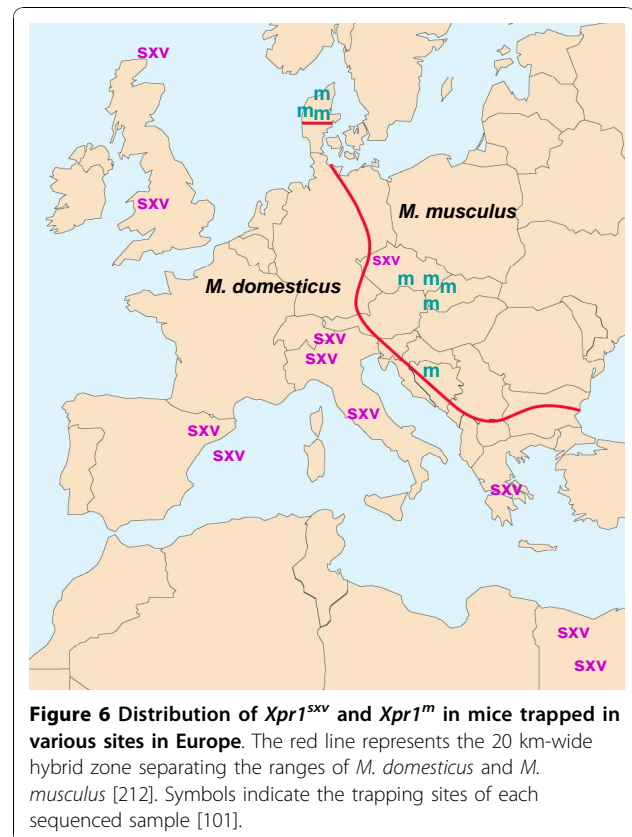 sxv
m
m m
sxv
M. musculus
sxv
M. domesticus
m m
m
m
sxv
sxv
m
sxv
sxv
sxv
sxv
sxv
sxv
Figure 6 Distribution of Xpr1sxv and Xpr1m in mice trapped in
various sites in Europe. The red line represents the 20 km-wide
hybrid zone separating the ranges of M. domesticus and M.
musculus [212]. Symbols indicate the trapping sites of each
sequenced sample [101].